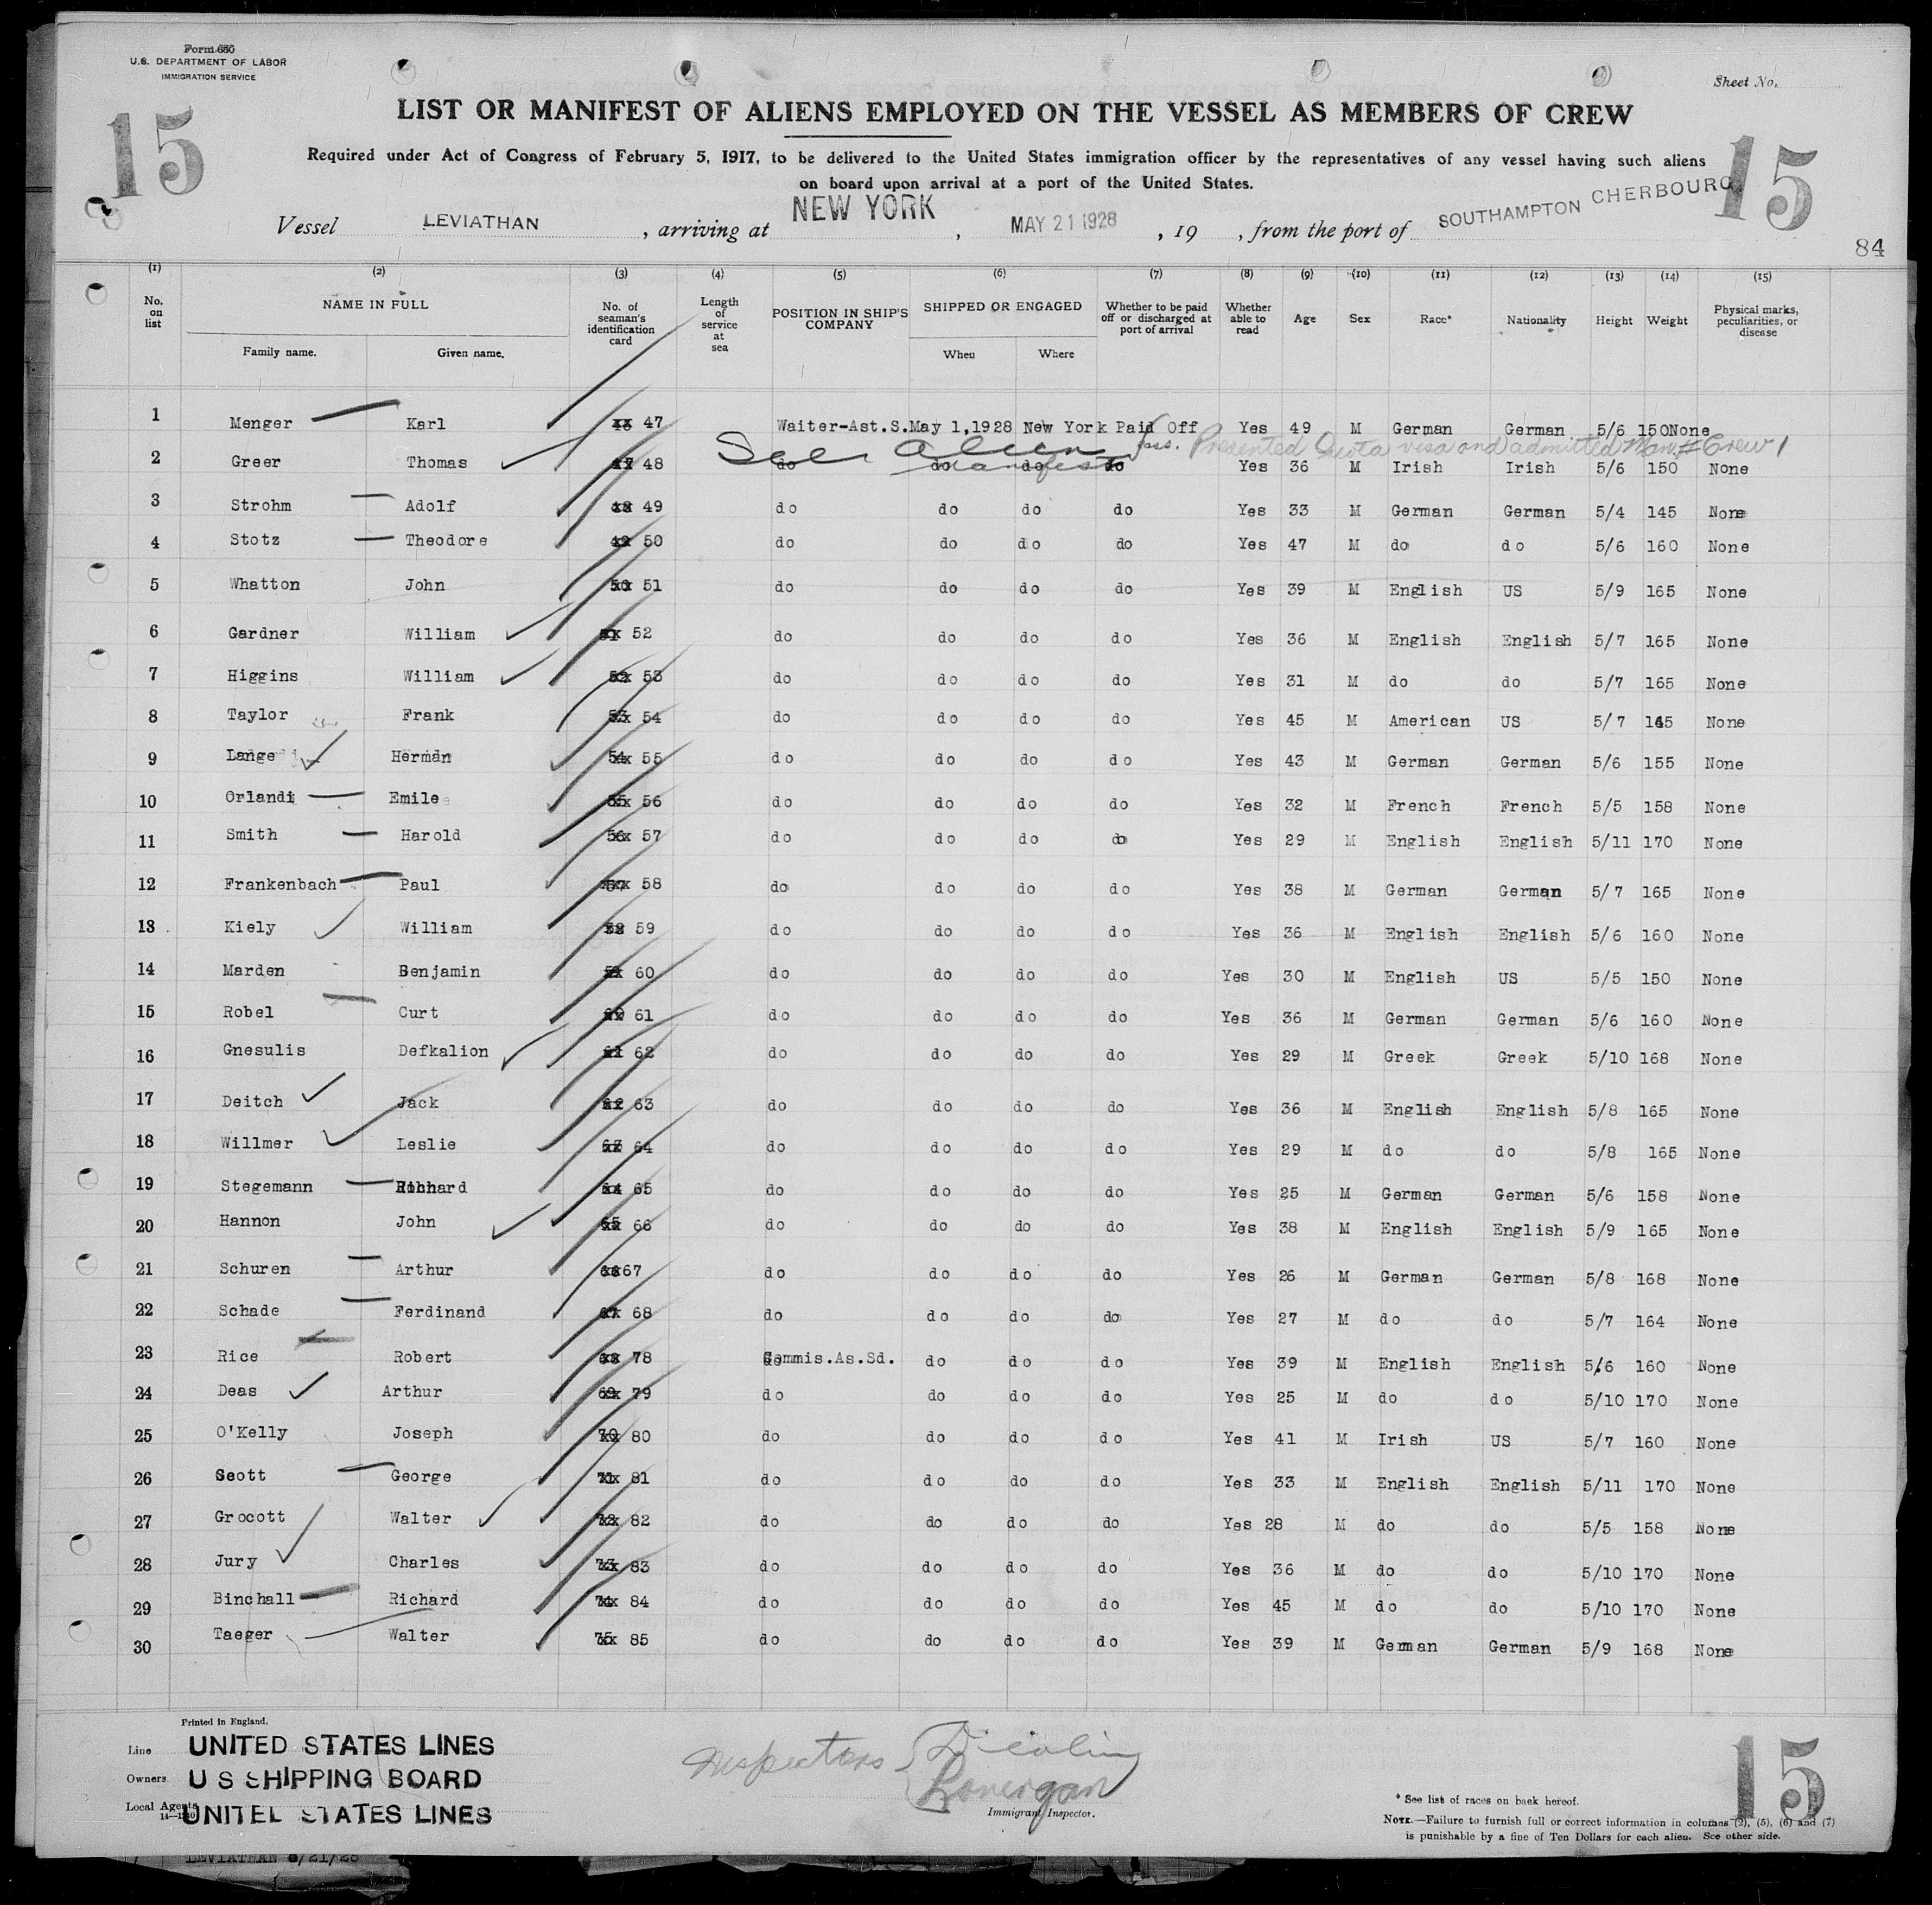 Form 680
U.S. DEPARTMENT OF LABOR
IMMIGRATION SERVICE
Sheet No.
15
15
LIST OR MANIFEST OF ALIENS EMPLOYED ON THE VESSEL AS MEMBERS OF CREW
Required under Act of Congress of February 5, 1917, to be delivered to the United States immigration officer by the representatives of any vessel having such aliens
on board upon arrival at a port of the United States.
Vessel LEVIATHAN, arriving at NEW YORK, MAY 21 1928, 19 , from the port of SOUTHAMPTON CHERBOURG
84
(1) (2) (3) (4) (5) (6) (7) (8) (9) (10) (11) (12) (13) (14) (15)
No. on list NAME IN FULL No. of seaman's identification card Length of service at sea POSITION IN SHIP'S COMPANY SHIPPED OR ENGAGED Whether to be paid off or discharged at port of arrival Whether able to read Age Sex Race* Nationality Height Weight Physical marks, peculiarities, or disease
Family name. Given name. When Where
1 Menger Karl 47 Waiter-Ast.S. May 1,1928 New York Paid Off Yes 49 M German German 5/6 150 None
See Alien manifest Pass. Presented Quota visa and admitted Man. # Crew 1
2 Greer Thomas 48 do do do do Yes 36 M Irish Irish 5/6 150 None
3 Strohm Adolf 49 do do do do Yes 33 M German German 5/4 145 None
4 Stotz Theodore 50 do do do do Yes 47 M do do 5/6 160 None
5 Whatton John 51 do do do do Yes 39 M English US 5/9 165 None
6 Gardner William 52 do do do do Yes 36 M English English 5/7 165 None
7 Higgins William 53 do do do do Yes 31 M do do 5/7 165 None
8 Taylor Frank 54 do do do do Yes 45 M American US 5/7 165 None
9 Lange Herman 55 do do do do Yes 43 M German German 5/6 155 None
10 Orlandi Emile 56 do do do do Yes 32 M French French 5/5 158 None
11 Smith Harold 57 do do do do Yes 29 M English English 5/11 170 None
12 Frankenbach Paul 58 do do do do Yes 38 M German German 5/7 165 None
13 Kiely William 59 do do do do Yes 36 M English English 5/6 160 None
14 Marden Benjamin 60 do do do do Yes 30 M English US 5/5 150 None
15 Robel Curt 61 do do do do Yes 36 M German German 5/6 160 None
16 Gnesulis Defkalion 62 do do do do Yes 29 M Greek Greek 5/10 168 None
17 Deitch Jack 63 do do do do Yes 36 M English English 5/8 165 None
18 Willmer Leslie 64 do do do do Yes 29 M do do 5/8 165 None
19 Stegemann 65 do do do do Yes 25 M German German 5/6 158 None
20 Hannon John 66 do do do do Yes 38 M English English 5/9 165 None
21 Schuren Arthur 67 do do do do Yes 26 M German German 5/8 168 None
22 Schade Ferdinand 68 do do do do Yes 27 M do do 5/7 164 None
23 Rice Robert 78 Commis.As.Sd. do do do Yes 39 M English English 5/6 160 None
24 Deas Arthur 79 do do do do Yes 25 M do do 5/10 170 None
25 O'Kelly Joseph 80 do do do do Yes 41 M Irish US 5/7 160 None
26 Scott George 81 do do do do Yes 33 M English English 5/11 170 None
27 Grocott Walter 82 do do do do Yes 28 M do do 5/5 158 None
28 Jury Charles 83 do do do do Yes 36 M do do 5/10 170 None
29 Binchall Richard 84 do do do do Yes 45 M do do 5/10 170 None
30 Taeger Walter 85 do do do do Yes 39 M German German 5/9 168 None
Printed in England.
Line UNITED STATES LINES
Owners U S SHIPPING BOARD
Local Agents UNITED STATES LINES
Inspectors
Immigrant Inspector.
15
* See list of races on back hereof.
NOTE.—Failure to furnish full or correct information in columns (2), (5), (6) and (7)
is punishable by a fine of Ten Dollars for each alien. See other side.
LEVIATHAN